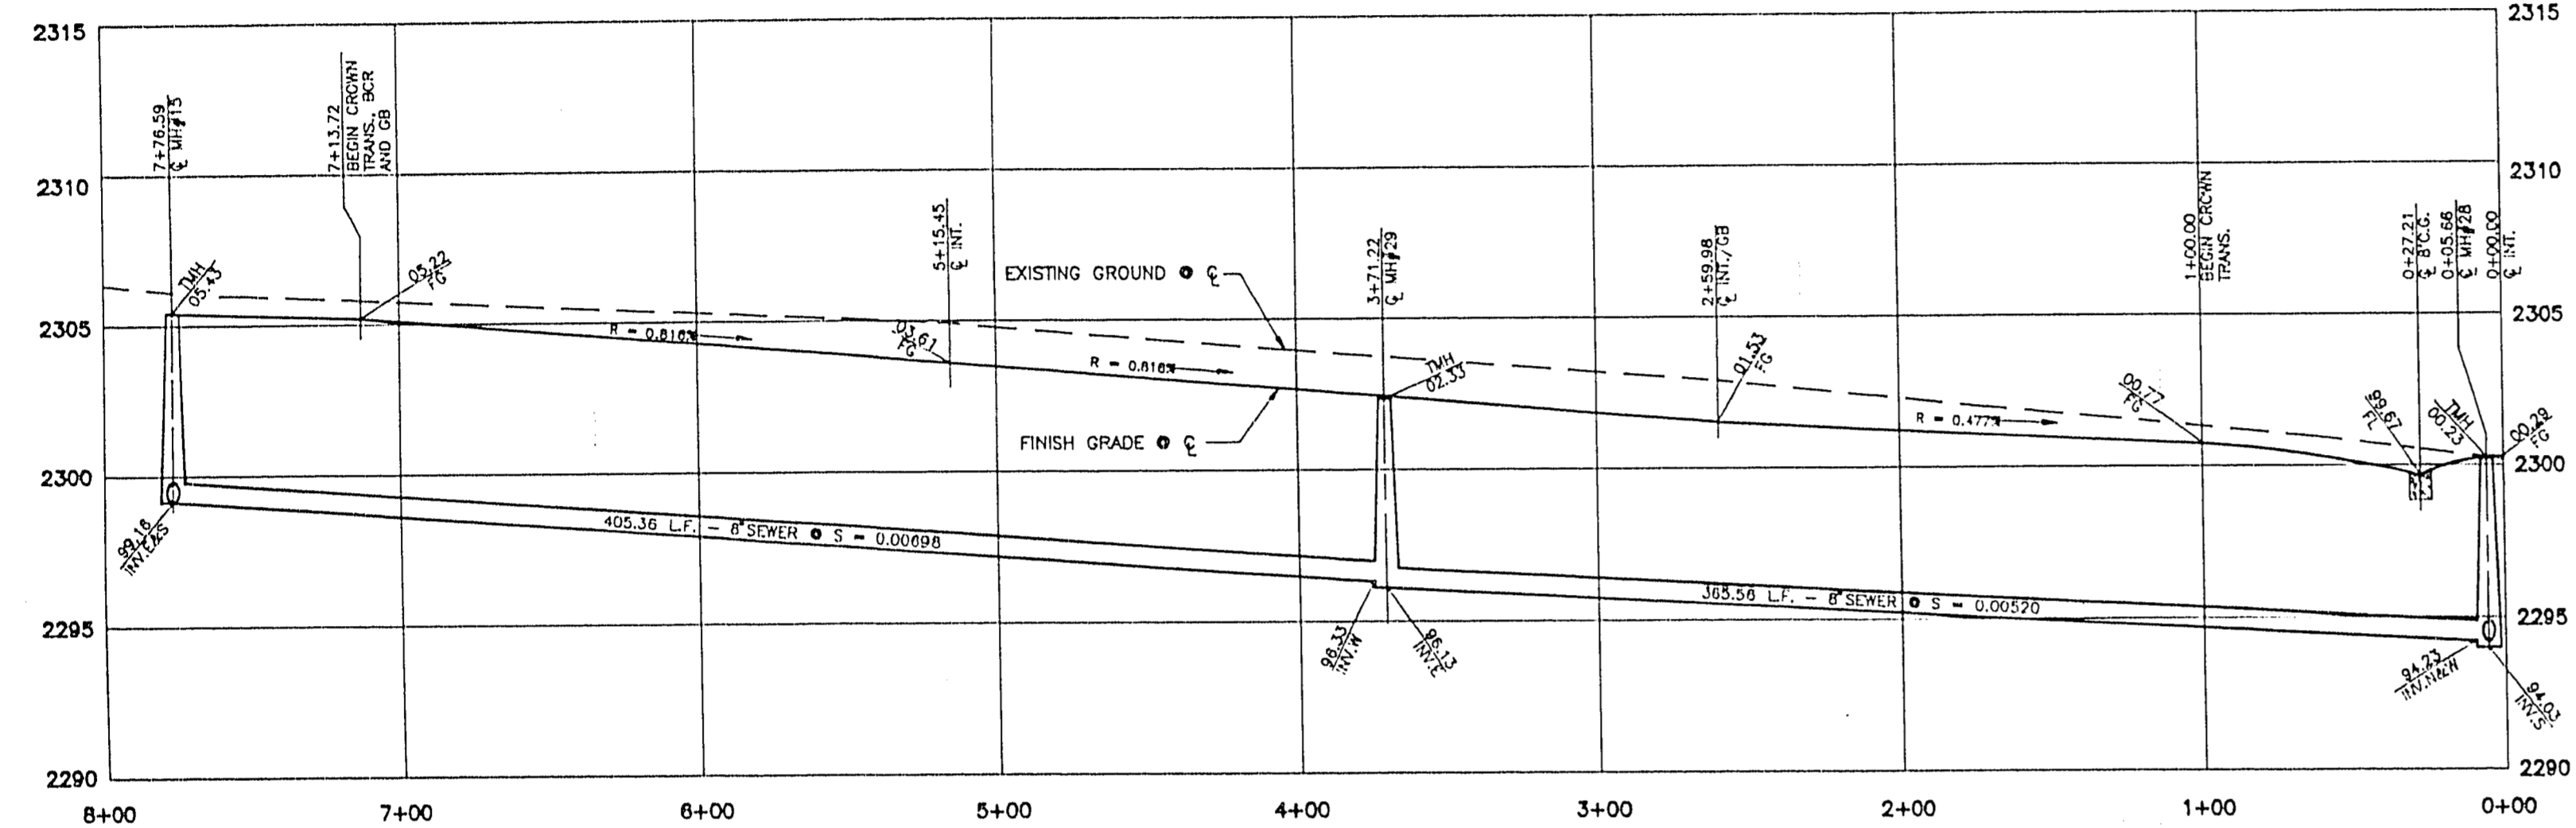 2315
2315
7+76.59
℄ MH#15
7+13.72
BEGIN CROWN
TRANS., BCR
AND GB
2310
2310
5+15.45
℄ INT.
3+71.22
℄ MH#29
2+59.98
℄ INT./GB
1+00.00
BEGIN CROWN
TRANS.
0+27.21
℄ 8'C.G.
0+05.66
℄ MH#28
0+00.00
℄ INT.
TMH
05.43
05.22
FG
EXISTING GROUND @ ℄
2305
2305
R = 0.816%
03.61
FG
R = 0.816%
TMH
02.33
01.53
FG
00.77
FG
R = 0.477%
99.67
FL
TMH
00.23
00.29
FG
FINISH GRADE @ ℄
2300
2300
99.16
INV.E&S
405.36 L.F. – 8" SEWER @ S = 0.00698
96.33
INV.W
96.13
INV.E
365.56 L.F. – 8" SEWER @ S = 0.00520
2295
2295
94.23
INV.N&W
94.03
INV.S
2290
2290
8+00
7+00
6+00
5+00
4+00
3+00
2+00
1+00
0+00